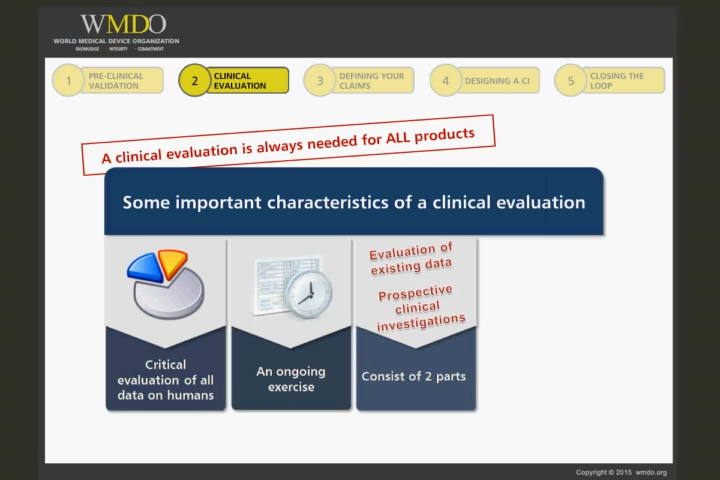 WMDO
WORLD MEDICAL DEVICE ORGANIZATION
KNOWLEDGE · INTEGRITY · COMMITMENT
1 PRE-CLINICAL
VALIDATION
2 CLINICAL
EVALUATION
3 DEFINING YOUR
CLAIMS
4 DESIGNING A CI
5 CLOSING THE
LOOP
A clinical evaluation is always needed for ALL products
Some important characteristics of a clinical evaluation
Critical
evaluation of all
data on humans
An ongoing
exercise
Evaluation of
existing data
Prospective
clinical
investigations
Consist of 2 parts
Copyright © 2015 wmdo.org